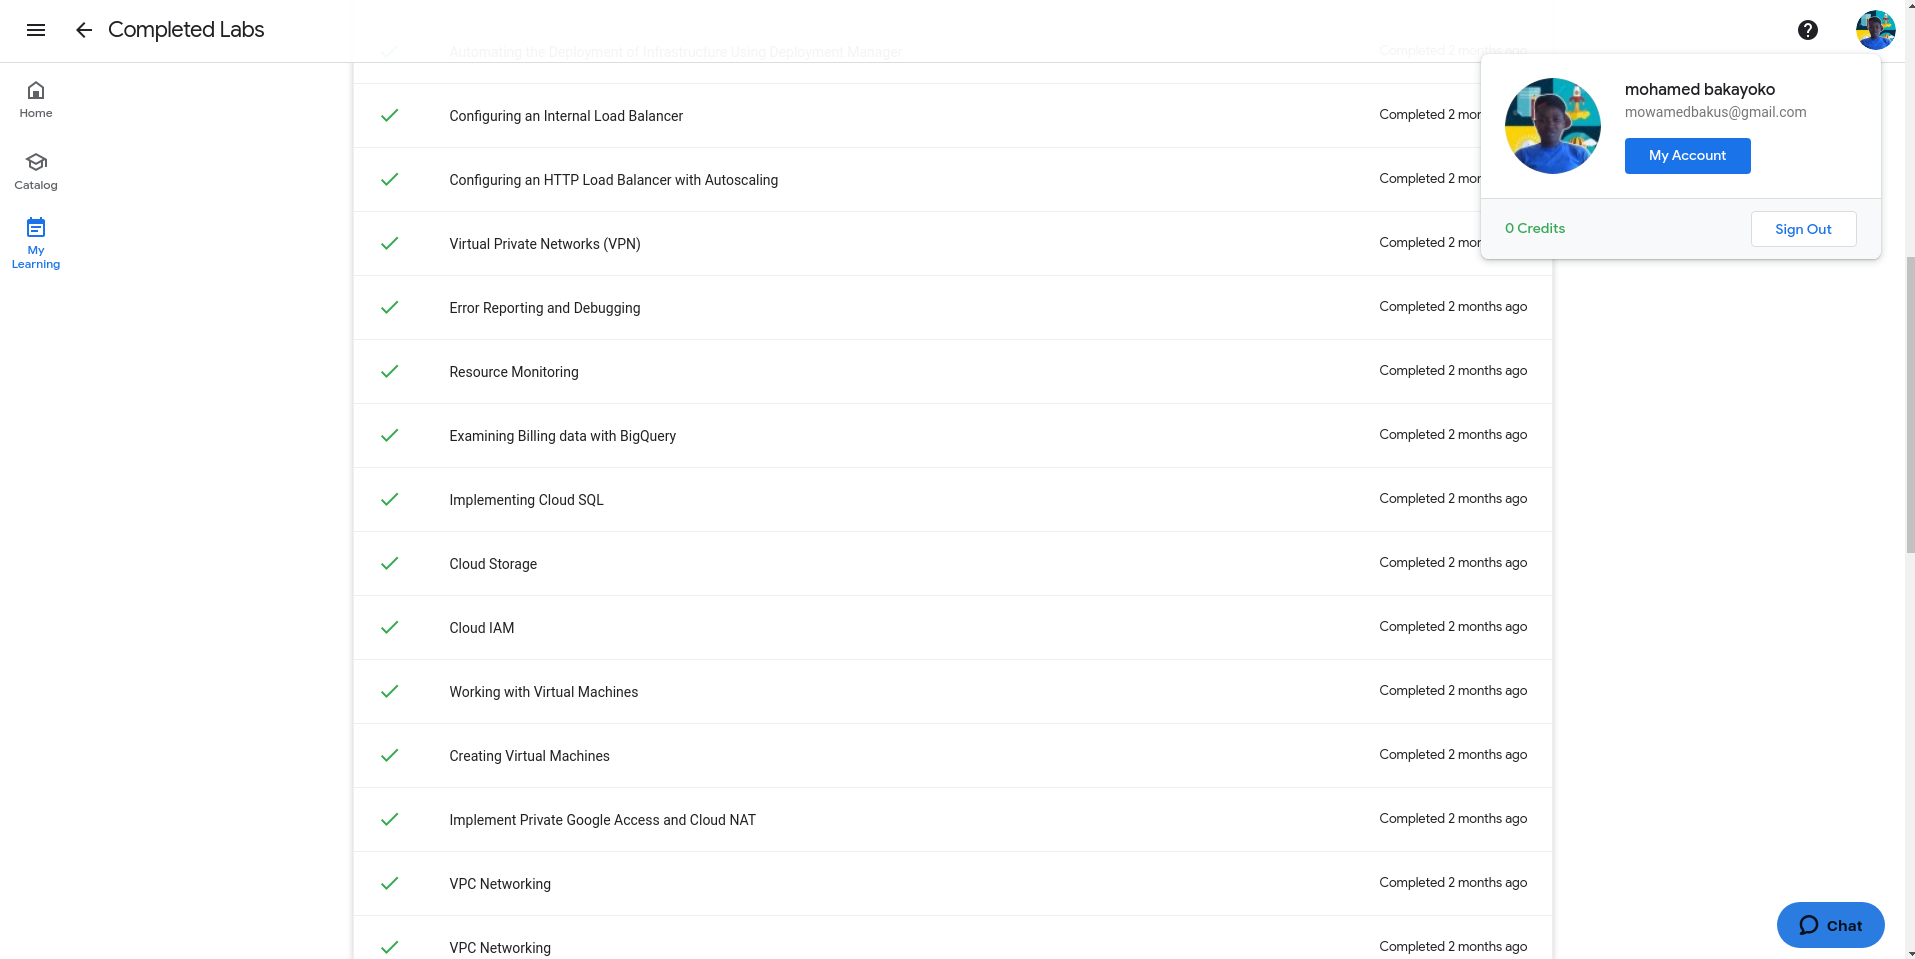 Completed Labs
Automating the Deployment of Infrastructure Using Deployment Manager
Completed 2 months ago
Home
Catalog
My
Learning
mohamed bakayoko
mowamedbakus@gmail.com
My Account
0 Credits
Sign Out
Configuring an Internal Load Balancer
Completed 2 mon
Configuring an HTTP Load Balancer with Autoscaling
Completed 2 mon
Virtual Private Networks (VPN)
Completed 2 mon
Error Reporting and Debugging
Completed 2 months ago
Resource Monitoring
Completed 2 months ago
Examining Billing data with BigQuery
Completed 2 months ago
Implementing Cloud SQL
Completed 2 months ago
Cloud Storage
Completed 2 months ago
Cloud IAM
Completed 2 months ago
Working with Virtual Machines
Completed 2 months ago
Creating Virtual Machines
Completed 2 months ago
Implement Private Google Access and Cloud NAT
Completed 2 months ago
VPC Networking
Completed 2 months ago
VPC Networking
Completed 2 months ago
Chat